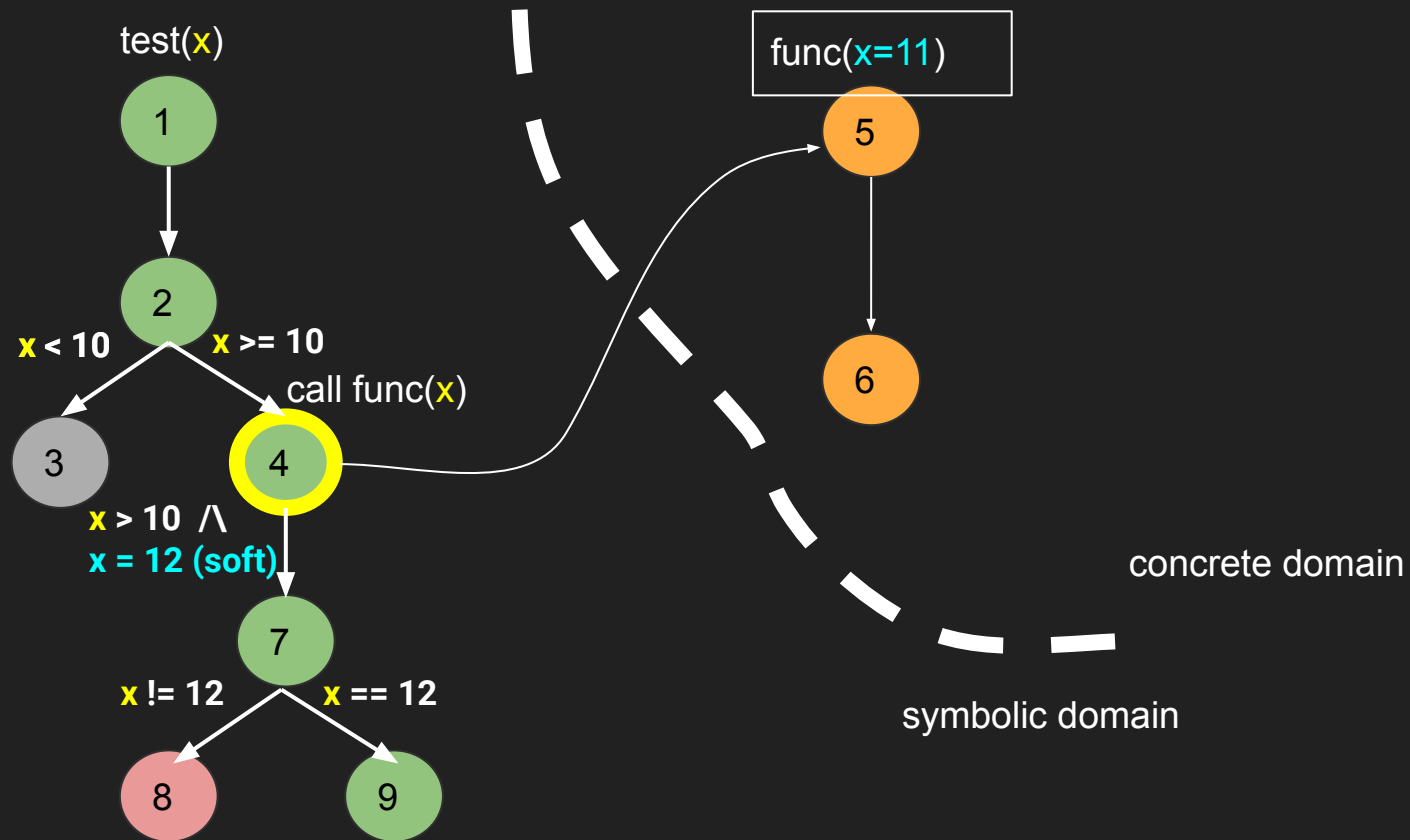 test(x)
1
2
x < 10
x >= 10
call func(x)
3
4
x > 10 /\
x = 12 (soft)
7
x != 12
x == 12
8
9
func(x=11)
5
6
concrete domain
symbolic domain